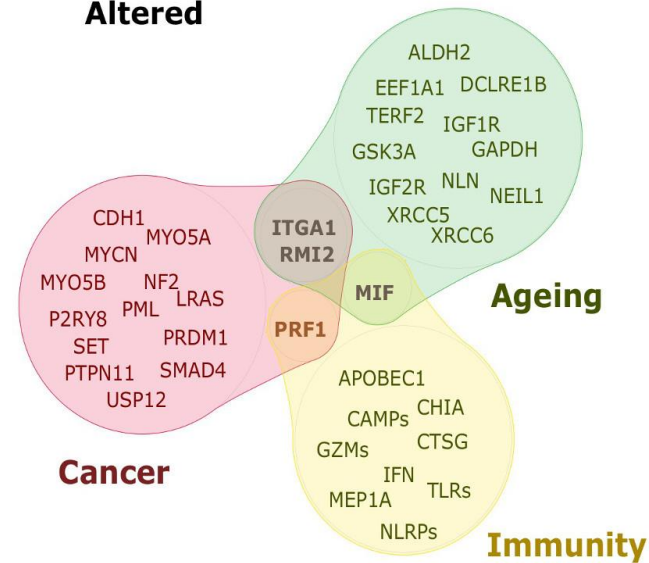 Altered
ALDH2
EEF1A1 DCLRE1B
TERF2 IGF1R
GSK3A GAPDH
IGF2R NLN NEIL1
XRCC5
XRCC6
Ageing
ITGA1
RMI2
MIF
PRF1
CDH1
MYO5A
MYCN
MYO5B NF2
LRAS
P2RY8 PML
SET PRDM1
PTPN11 SMAD4
USP12
Cancer
APOBEC1
CAMPs CHIA
GZMs CTSG
IFN
MEP1A TLRs
NLRPs
Immunity